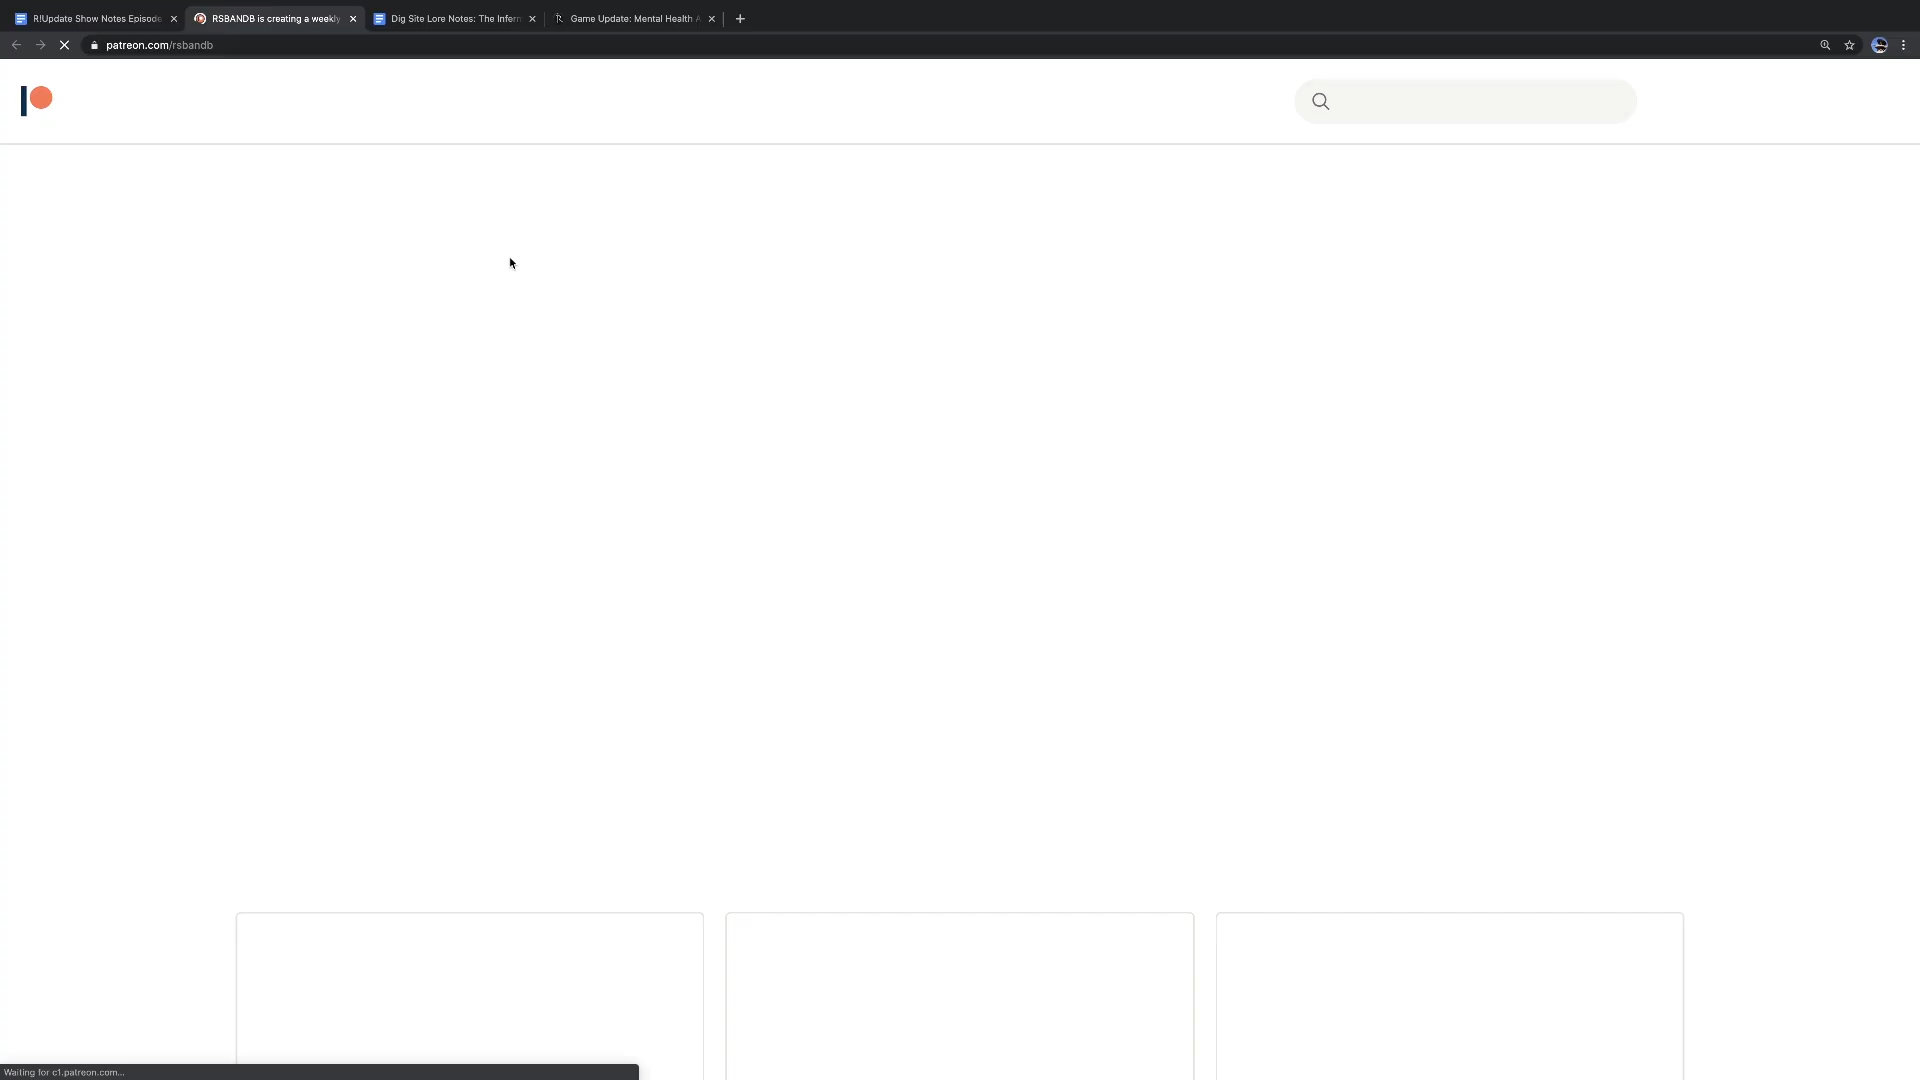 R!Update Show Notes Episode
RSBANDB is creating a weekly
Dig Site Lore Notes: The Infern
Game Update: Mental Health A
patreon.com/rsbandb
Waiting for c1.patreon.com...